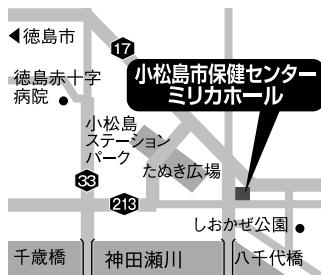 徳島市
17
徳島赤十字
病院
小松島市保健センター
ミリカホール
小松島
ステーション
パーク
たぬき広場
33
213
しおかぜ公園
千歳橋
神田瀬川
八千代橋